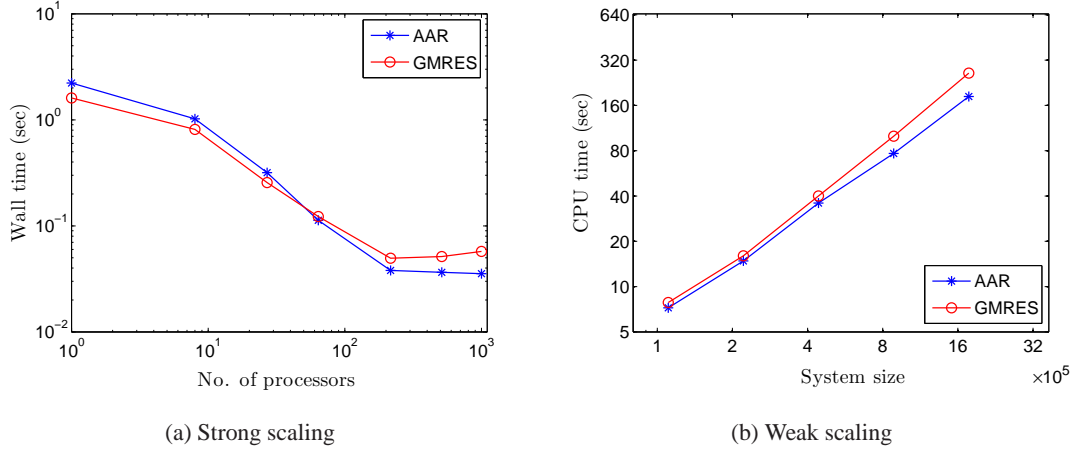 10^1
10^0
10^{-1}
10^{-2}
Wall time (sec)
AAR
GMRES
10^0
10^1
10^2
10^3
No. of processors
(a) Strong scaling
640
320
160
80
40
20
10
5
CPU time (sec)
AAR
GMRES
1
2
4
8
16
32
System size
×10^5
(b) Weak scaling